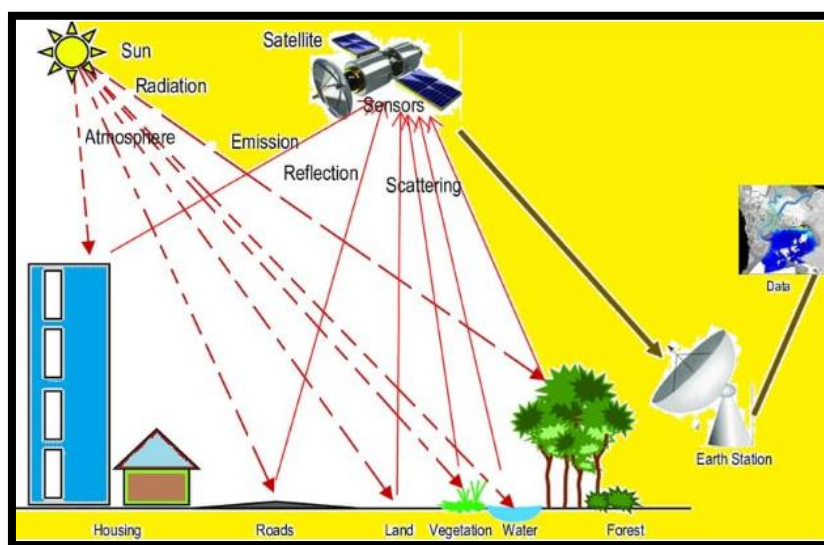 Sun
Satellite
Radiation
Sensors
Atmosphere
Emission
Reflection
Scattering
Data
Earth Station
Housing
Roads
Land
Vegetation
Water
Forest